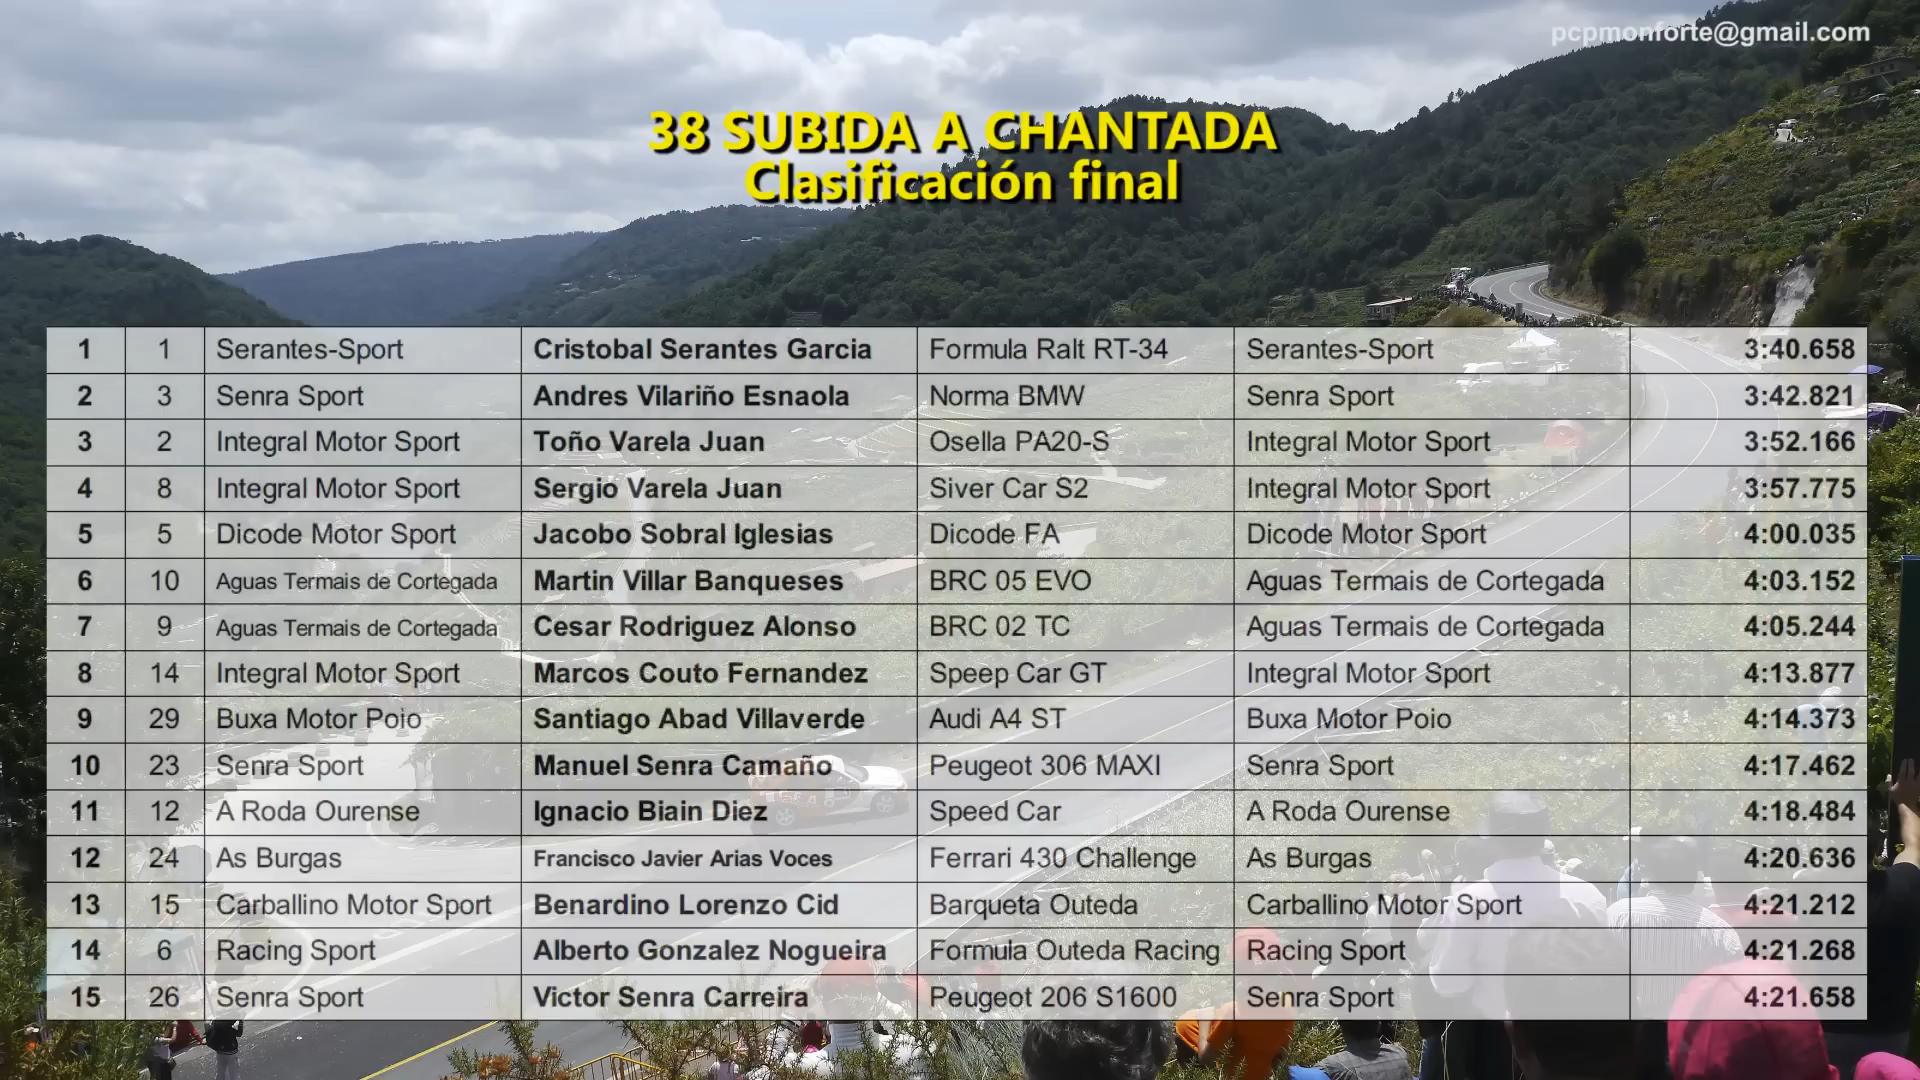 pcpmonforte@gmail.com
38 SUBIDA A CHANTADA
Clasificación final
1 1 Serantes-Sport Cristobal Serantes Garcia Formula Ralt RT-34 Serantes-Sport 3:40.658
2 3 Senra Sport Andres Vilariño Esnaola Norma BMW Senra Sport 3:42.821
3 2 Integral Motor Sport Toño Varela Juan Osella PA20-S Integral Motor Sport 3:52.166
4 8 Integral Motor Sport Sergio Varela Juan Siver Car S2 Integral Motor Sport 3:57.775
5 5 Dicode Motor Sport Jacobo Sobral Iglesias Dicode FA Dicode Motor Sport 4:00.035
6 10 Aguas Termais de Cortegada Martin Villar Banqueses BRC 05 EVO Aguas Termais de Cortegada 4:03.152
7 9 Aguas Termais de Cortegada Cesar Rodriguez Alonso BRC 02 TC Aguas Termais de Cortegada 4:05.244
8 14 Integral Motor Sport Marcos Couto Fernandez Speep Car GT Integral Motor Sport 4:13.877
9 29 Buxa Motor Poio Santiago Abad Villaverde Audi A4 ST Buxa Motor Poio 4:14.373
10 23 Senra Sport Manuel Senra Camaño Peugeot 306 MAXI Senra Sport 4:17.462
11 12 A Roda Ourense Ignacio Biain Diez Speed Car A Roda Ourense 4:18.484
12 24 As Burgas Francisco Javier Arias Voces Ferrari 430 Challenge As Burgas 4:20.636
13 15 Carballino Motor Sport Benardino Lorenzo Cid Barqueta Outeda Carballino Motor Sport 4:21.212
14 6 Racing Sport Alberto Gonzalez Nogueira Formula Outeda Racing Racing Sport 4:21.268
15 26 Senra Sport Victor Senra Carreira Peugeot 206 S1600 Senra Sport 4:21.658